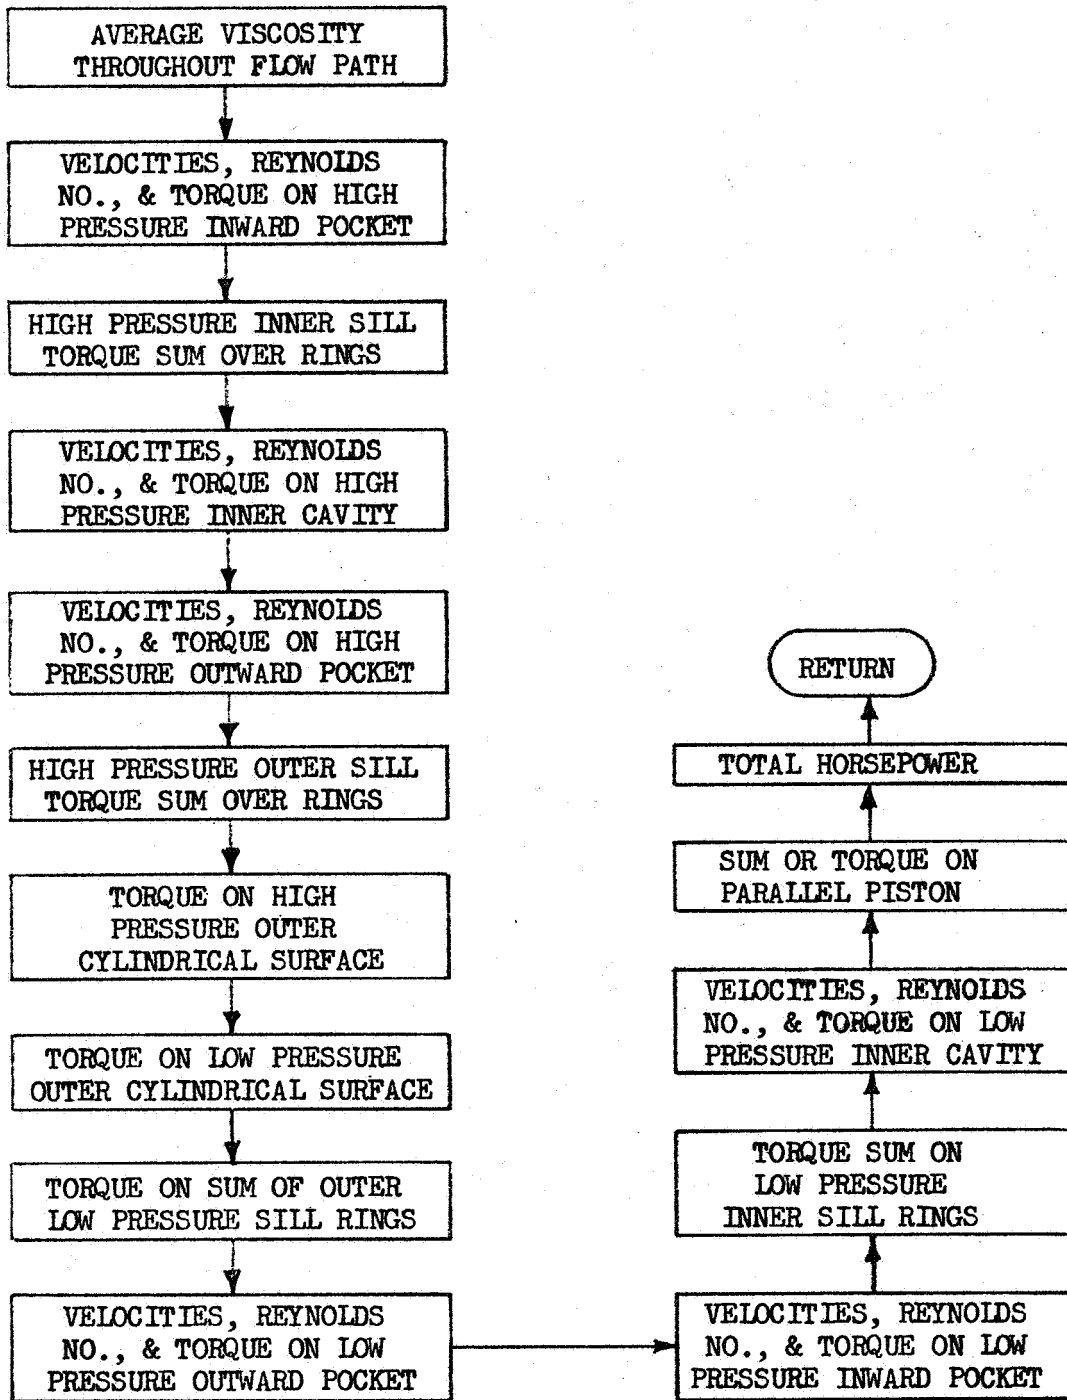 AVERAGE VISCOSITY
THROUGHOUT FLOW PATH
VELOCITIES, REYNOLDS
NO., & TORQUE ON HIGH
PRESSURE INWARD POCKET
HIGH PRESSURE INNER SILL
TORQUE SUM OVER RINGS
VELOCITIES, REYNOLDS
NO., & TORQUE ON HIGH
PRESSURE INNER CAVITY
VELOCITIES, REYNOLDS
NO., & TORQUE ON HIGH
PRESSURE OUTWARD POCKET
HIGH PRESSURE OUTER SILL
TORQUE SUM OVER RINGS
TORQUE ON HIGH
PRESSURE OUTER
CYLINDRICAL SURFACE
TORQUE ON LOW PRESSURE
OUTER CYLINDRICAL SURFACE
TORQUE ON SUM OF OUTER
LOW PRESSURE SILL RINGS
VELOCITIES, REYNOLDS
NO., & TORQUE ON LOW
PRESSURE OUTWARD POCKET
VELOCITIES, REYNOLDS
NO., & TORQUE ON LOW
PRESSURE INWARD POCKET
TORQUE SUM ON
LOW PRESSURE
INNER SILL RINGS
VELOCITIES, REYNOLDS
NO., & TORQUE ON LOW
PRESSURE INNER CAVITY
SUM OR TORQUE ON
PARALLEL PISTON
TOTAL HORSEPOWER
RETURN